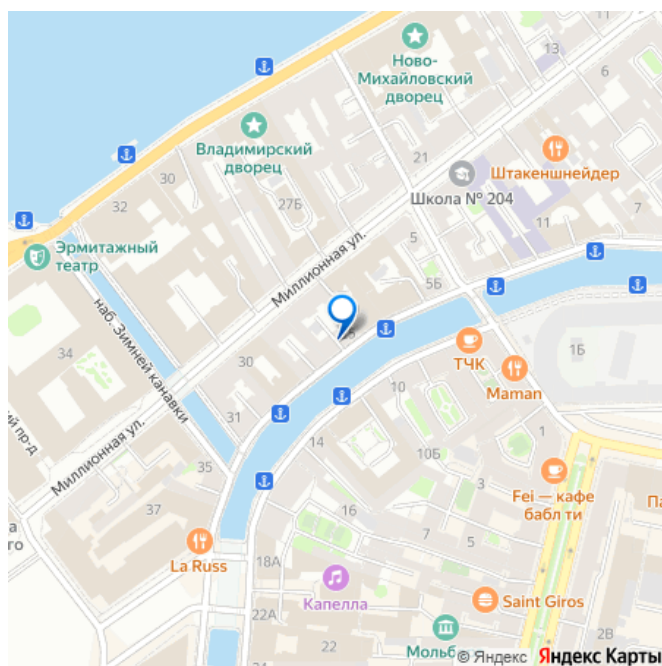 31
13
6
Ново-
Михайловский
дворец
Владимирский
дворец
Штакеншнейдер
21
30
Школа № 204
32
27Б
11
7
Эрмитажный
театр
5
Миллионная ул.
5Б
наб. Зимней канавки
34
30
ТЧК
1Б
10
Maman
31
Миллионная ул.
14
1
10Б
35
3
Fei — кафе
бабл ти
37
16
7
5
La Russ
18А
Saint Giros
Капелла
22А
22
2В
© Яндекс
Яндекс Карты